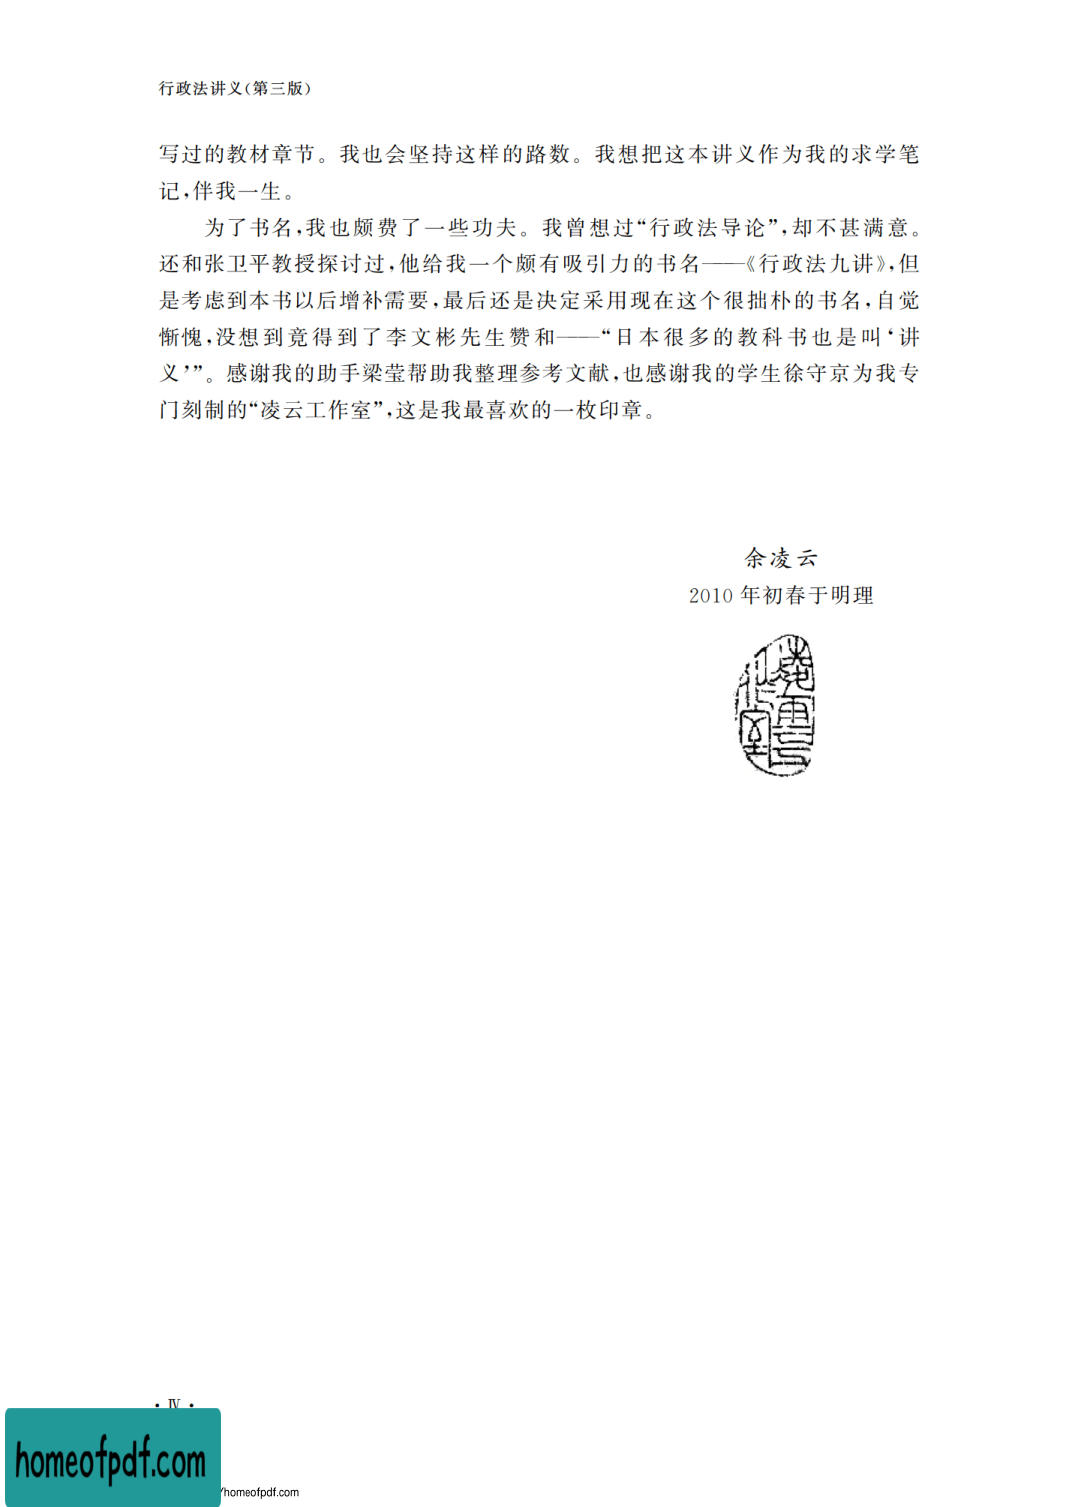 行政法讲义(第三版)
写过的教材章节。我也会坚持这样的路数。我想把这本讲义作为我的求学笔
记,伴我一生。
为了书名,我也颇费了一些功夫。我曾想过“行政法导论”,却不甚满意。
还和张卫平教授探讨过,他给我一个颇有吸引力的书名——《行政法九讲》,但
是考虑到本书以后增补需要,最后还是决定采用现在这个很拙朴的书名,自觉
惭愧,没想到竟得到了李文彬先生赞和——“日本很多的教科书也是叫‘讲
义’”。感谢我的助手梁莹帮助我整理参考文献,也感谢我的学生徐守京为我专
门刻制的“凌云工作室”,这是我最喜欢的一枚印章。
余凌云
2010 年初春于明理
· Ⅳ ·
homeofpdf.com
/homeofpdf.com